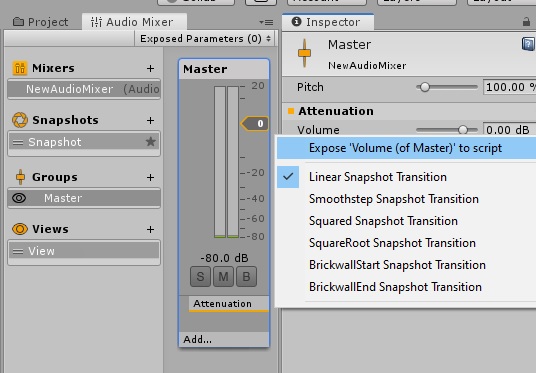 Account
Layers
Project
Audio Mixer
Inspector
Exposed Parameters (0)
Mixers
+
NewAudioMixer (Audio
Snapshots
+
Snapshot
Groups
+
Master
Views
+
View
Master
20
0
-20
-40
-60
-80
-80.0 dB
S M B
Attenuation
Add...
Master
NewAudioMixer
Pitch 100.00 %
Attenuation
Volume 0.00 dB
Expose 'Volume (of Master)' to script
Linear Snapshot Transition
Smoothstep Snapshot Transition
Squared Snapshot Transition
SquareRoot Snapshot Transition
BrickwallStart Snapshot Transition
BrickwallEnd Snapshot Transition